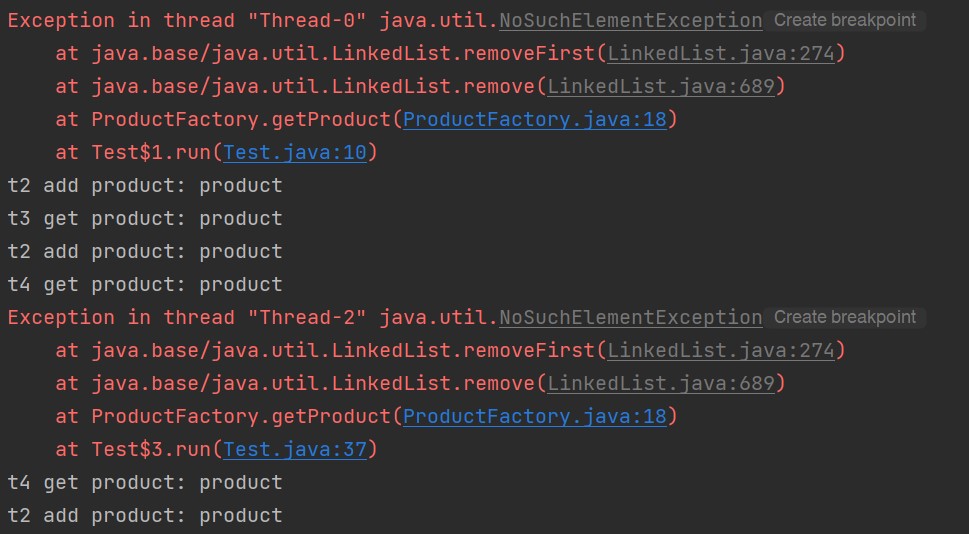 Exception in thread "Thread-0" java.util.NoSuchElementException Create breakpoint
    at java.base/java.util.LinkedList.removeFirst(LinkedList.java:274)
    at java.base/java.util.LinkedList.remove(LinkedList.java:689)
    at ProductFactory.getProduct(ProductFactory.java:18)
    at Test$1.run(Test.java:10)
t2 add product: product
t3 get product: product
t2 add product: product
t4 get product: product
Exception in thread "Thread-2" java.util.NoSuchElementException Create breakpoint
    at java.base/java.util.LinkedList.removeFirst(LinkedList.java:274)
    at java.base/java.util.LinkedList.remove(LinkedList.java:689)
    at ProductFactory.getProduct(ProductFactory.java:18)
    at Test$3.run(Test.java:37)
t4 get product: product
t2 add product: product